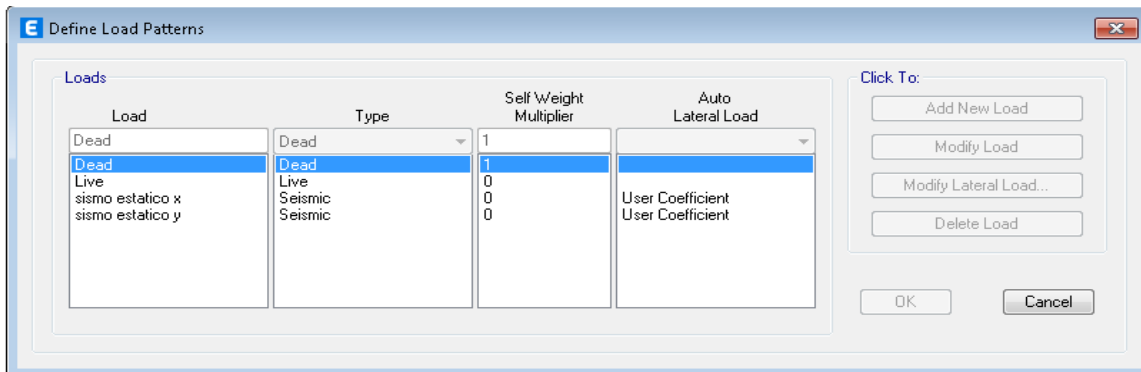 E Define Load Patterns
Loads
Click To:
Load Type Self Weight Multiplier Auto Lateral Load
Dead Dead 1
Dead Dead 1
Live Live 0
sismo estatico x Seismic 0 User Coefficient
sismo estatico y Seismic 0 User Coefficient
Add New Load
Modify Load
Modify Lateral Load...
Delete Load
OK Cancel